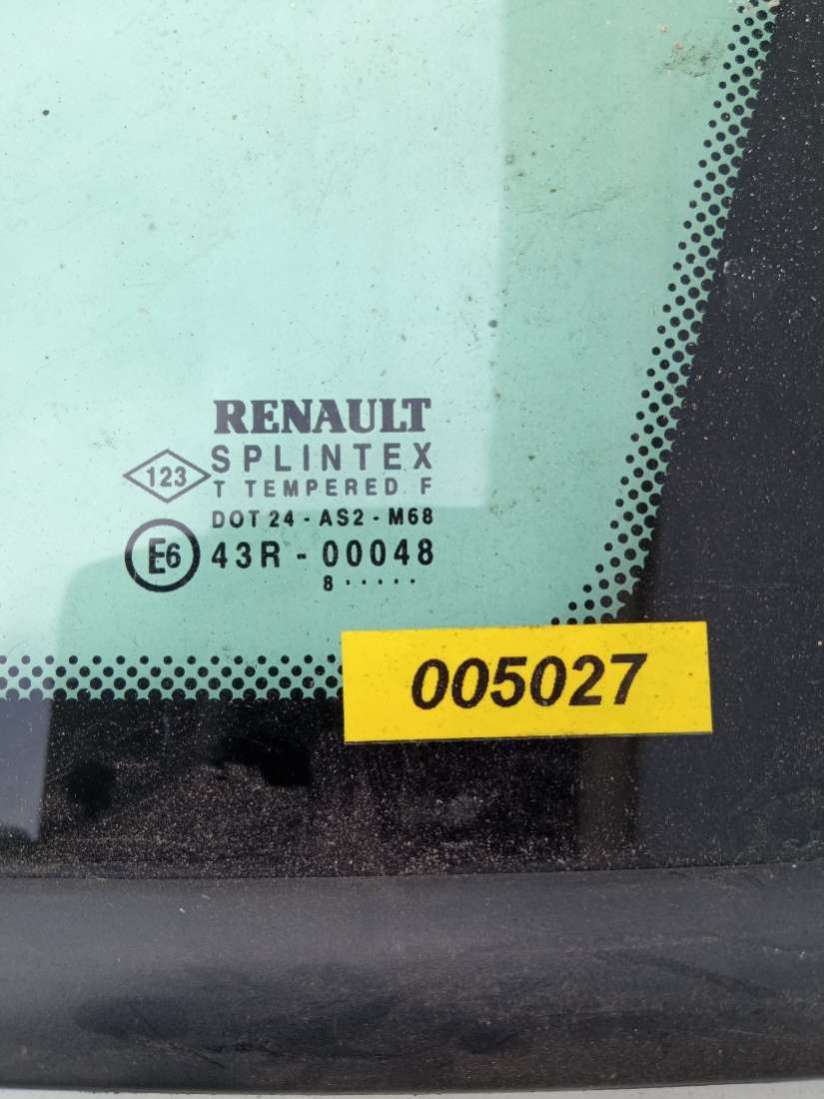 RENAULT
123 SPLINTEX
T TEMPERED F
DOT 24 - AS2 - M68
E6 43R - 00048
8 · · · · ·
005027